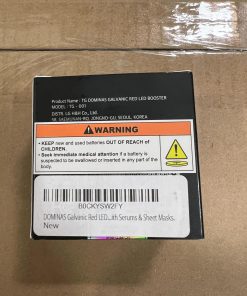 Product Name : TG DOMINAS GALVANIC RED LED BOOSTER
MODEL : TS - 001
DISTR. LG H&H Co., Ltd.
58, SAEMUNAN-RO, JONGNO-GU, SEOUL, KOREA
WARNING
• KEEP new and used batteries OUT OF REACH of
CHILDREN.
• Seek immediate medical attention if a battery is
suspected to be swallowed or inserted in any part of the
body.
B0CKYSW2FY
DOMINAS Galvanic Red LED...ith Serums & Sheet Masks.
New